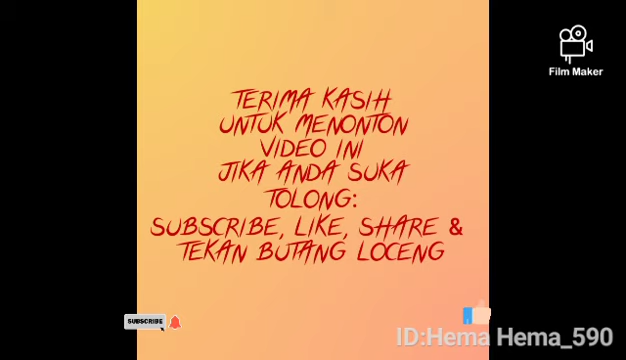 Film Maker
TERIMA KASIH
UNTUK MENONTON
VIDEO INI
JIKA ANDA SUKA
TOLONG:
SUBSCRIBE, LIKE, SHARE &
TEKAN BUTANG LOCENG
SUBSCRIBE
ID:Hema Hema_590